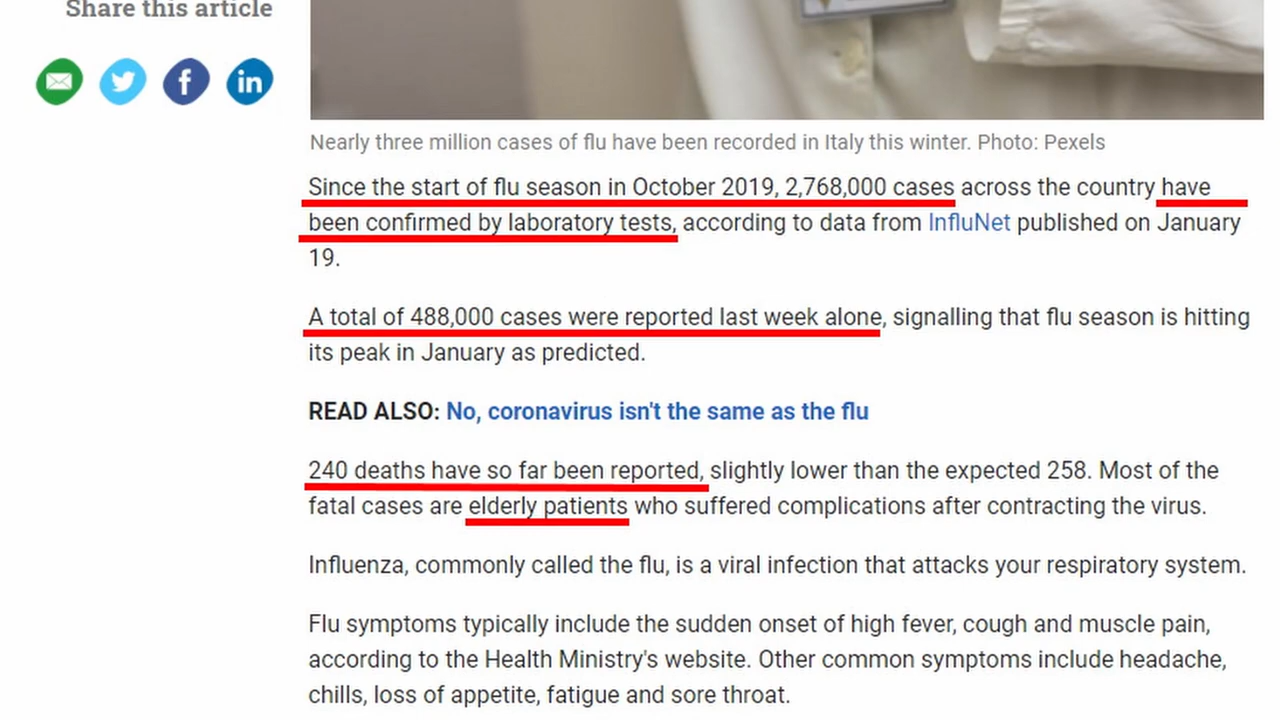 Share this article
Nearly three million cases of flu have been recorded in Italy this winter. Photo: Pexels
Since the start of flu season in October 2019, 2,768,000 cases across the country have
been confirmed by laboratory tests, according to data from InfluNet published on January
19.
A total of 488,000 cases were reported last week alone, signalling that flu season is hitting
its peak in January as predicted.
READ ALSO: No, coronavirus isn't the same as the flu
240 deaths have so far been reported, slightly lower than the expected 258. Most of the
fatal cases are elderly patients who suffered complications after contracting the virus.
Influenza, commonly called the flu, is a viral infection that attacks your respiratory system.
Flu symptoms typically include the sudden onset of high fever, cough and muscle pain,
according to the Health Ministry's website. Other common symptoms include headache,
chills, loss of appetite, fatigue and sore throat.